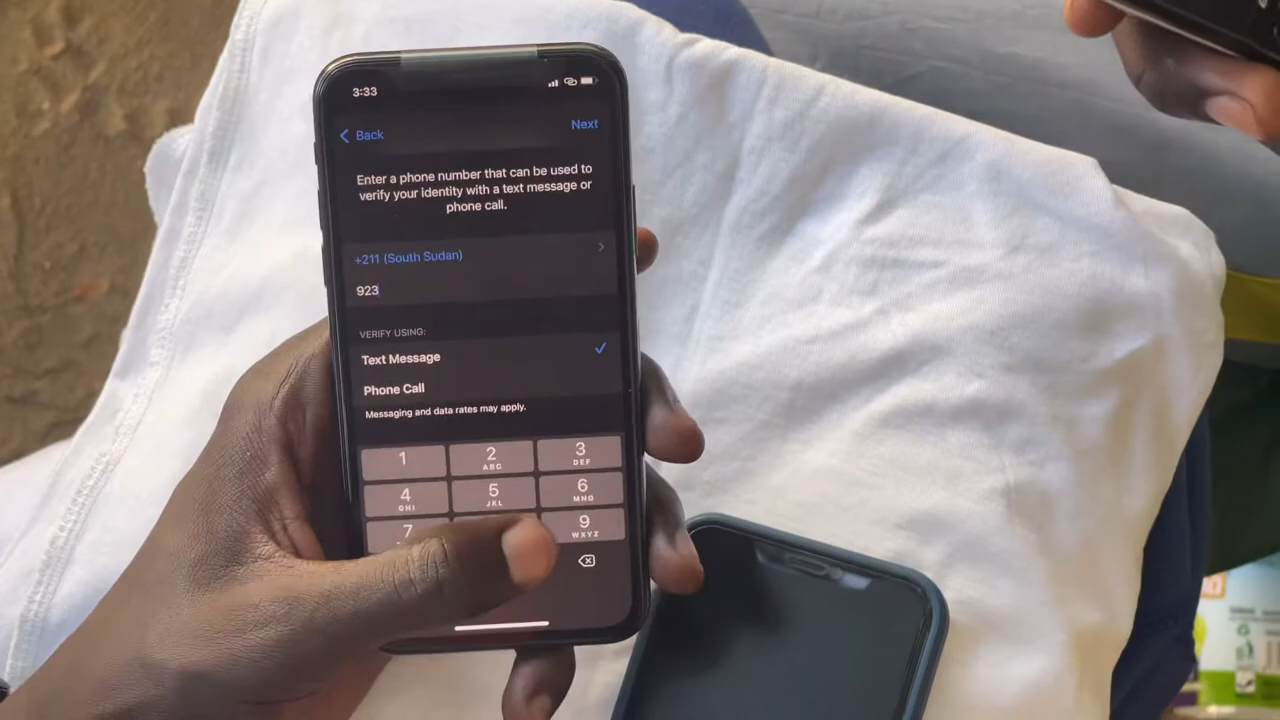 3:33
Back
Next
Enter a phone number that can be used to
verify your identity with a text message or
phone call.
+211 (South Sudan)
923
VERIFY USING:
Text Message
Phone Call
Messaging and data rates may apply.
1 2 ABC 3 DEF
4 GHI 5 JKL 6 MNO
7 9 WXYZ